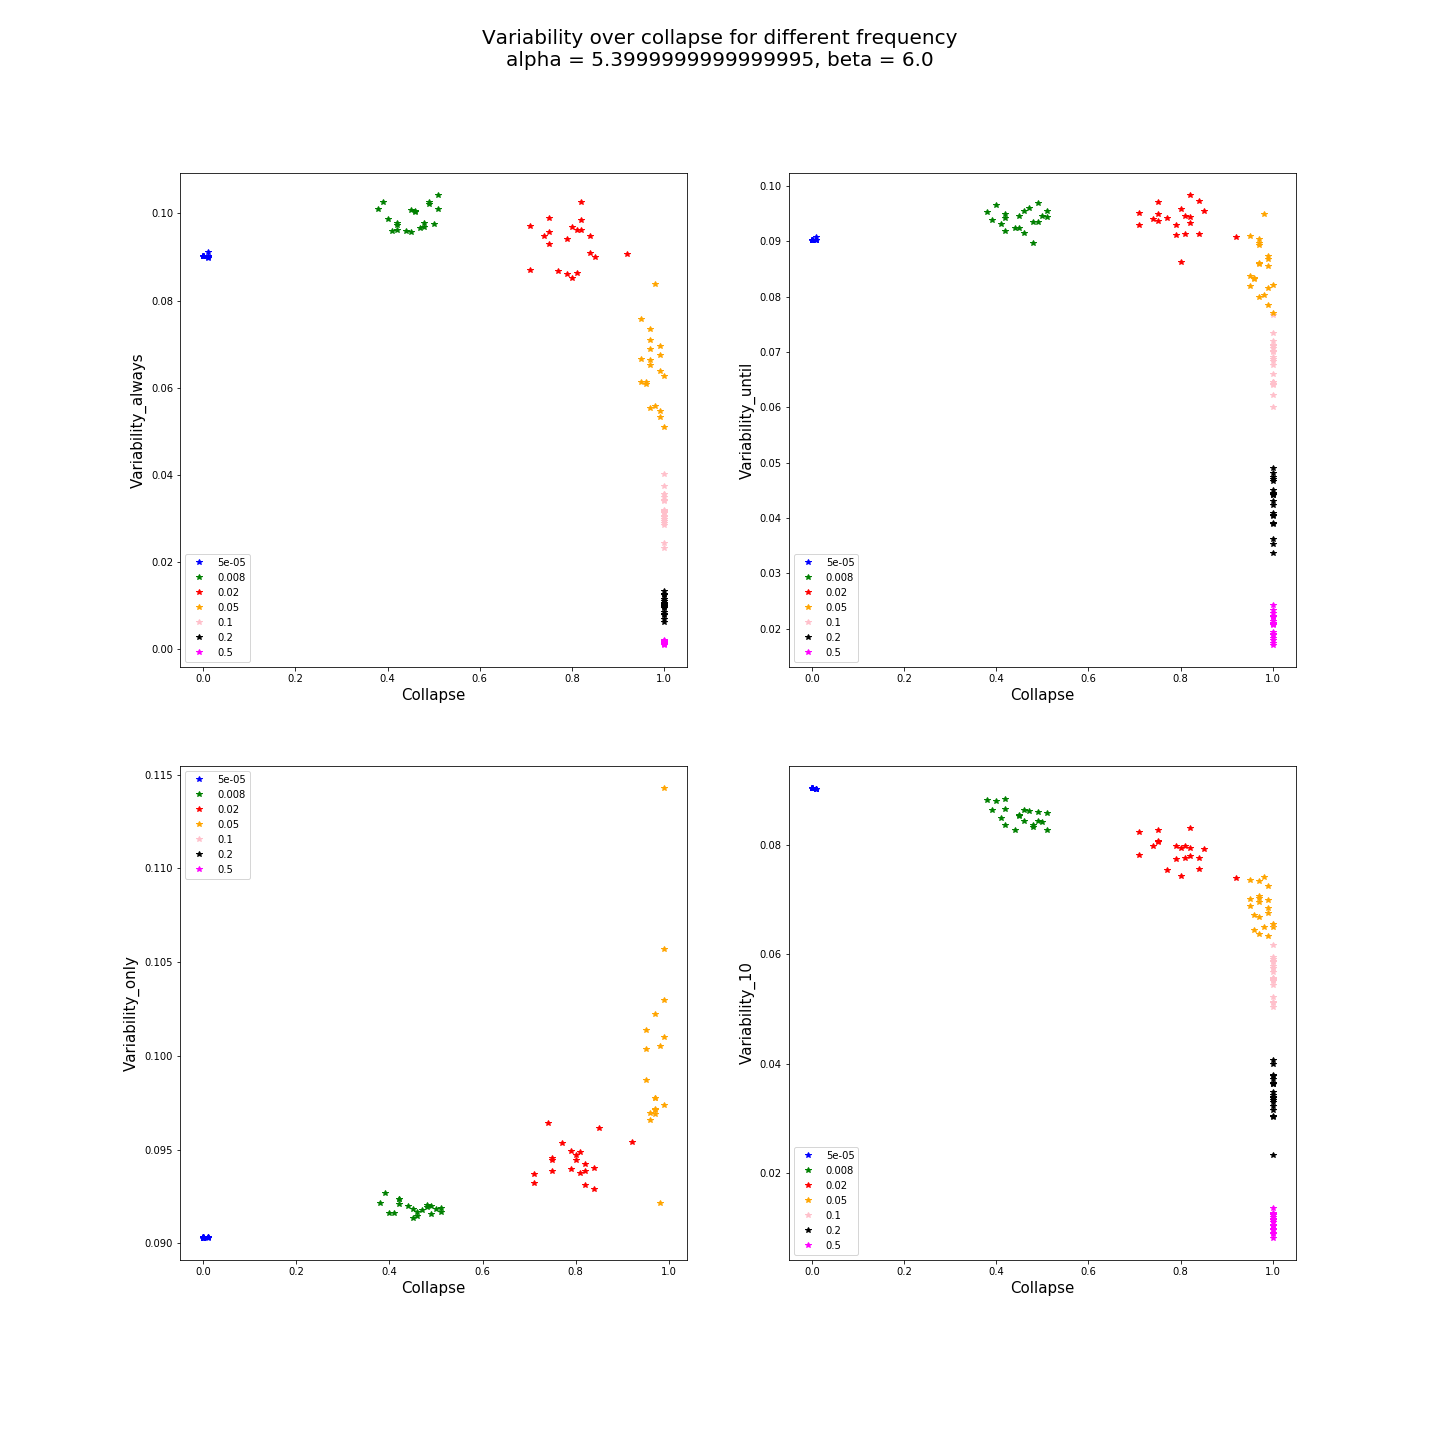 Variability over collapse for different frequency
alpha = 5.3999999999999995, beta = 6.0
Variability_always
0.10
0.08
0.06
0.04
0.02
0.00
5e-05
0.008
0.02
0.05
0.1
0.2
0.5
0.0 0.2 0.4 0.6 0.8 1.0
Collapse
Variability_until
0.10
0.09
0.08
0.07
0.06
0.05
0.04
0.03
0.02
5e-05
0.008
0.02
0.05
0.1
0.2
0.5
0.0 0.2 0.4 0.6 0.8 1.0
Collapse
Variability_only
0.115
0.110
0.105
0.100
0.095
0.090
5e-05
0.008
0.02
0.05
0.1
0.2
0.5
0.0 0.2 0.4 0.6 0.8 1.0
Collapse
Variability_10
0.08
0.06
0.04
0.02
5e-05
0.008
0.02
0.05
0.1
0.2
0.5
0.0 0.2 0.4 0.6 0.8 1.0
Collapse